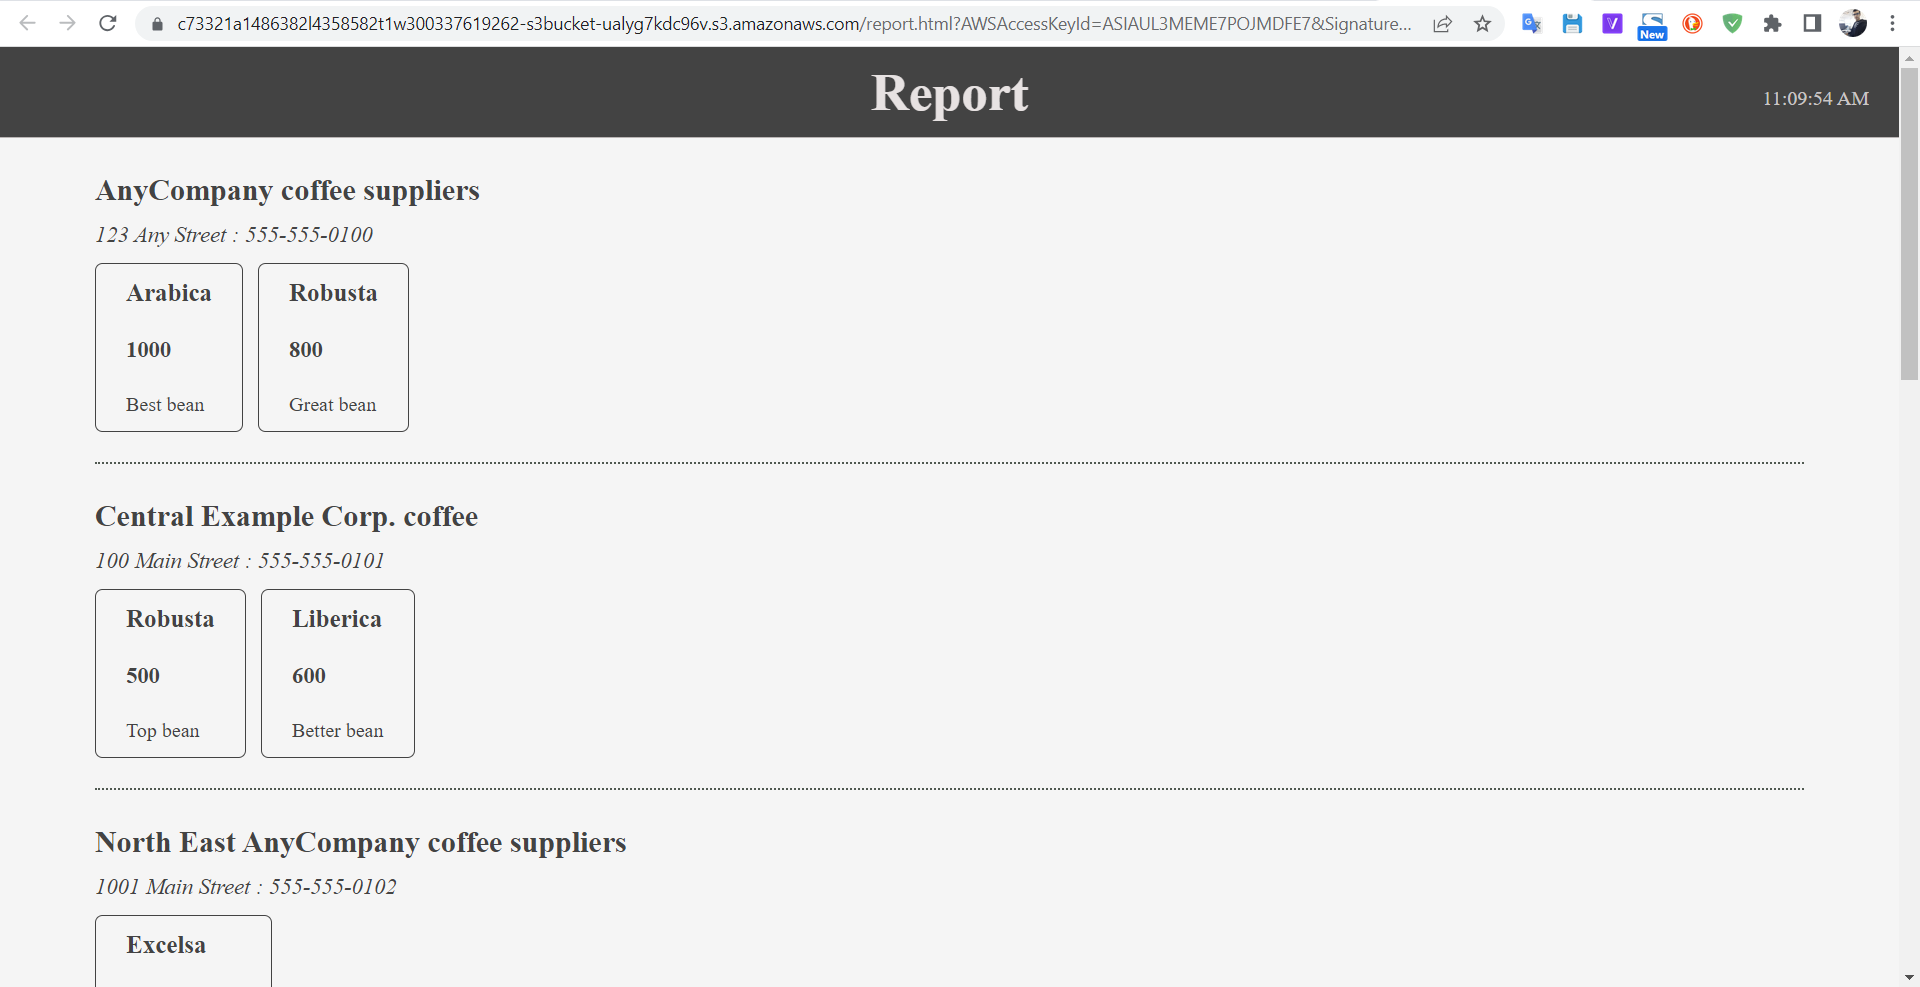 c73321a1486382l4358582t1w300337619262-s3bucket-ualyg7kdc96v.s3.amazonaws.com/report.html?AWSAccessKeyId=ASIAUL3MEME7POJMDFE7&Signature...
New
Report
11:09:54 AM
AnyCompany coffee suppliers
123 Any Street : 555-555-0100
Arabica Robusta
1000 800
Best bean Great bean
Central Example Corp. coffee
100 Main Street : 555-555-0101
Robusta Liberica
500 600
Top bean Better bean
North East AnyCompany coffee suppliers
1001 Main Street : 555-555-0102
Excelsa